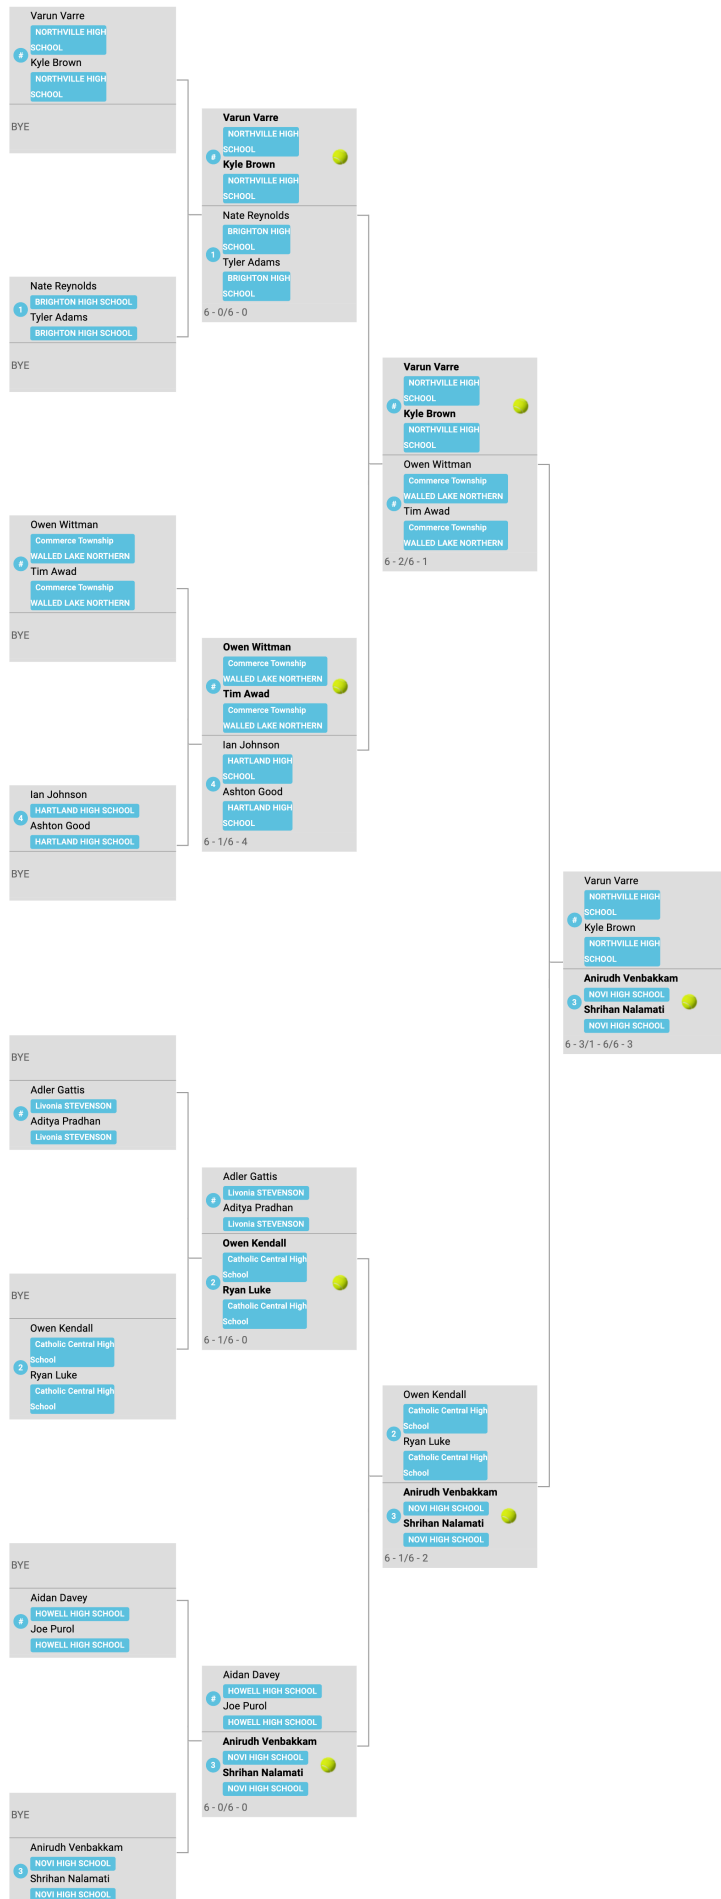 Varun Varre
NORTHVILLE HIGH
SCHOOL
#
Kyle Brown
NORTHVILLE HIGH
SCHOOL
BYE
Varun Varre
NORTHVILLE HIGH
SCHOOL
#
Kyle Brown
NORTHVILLE HIGH
SCHOOL
Nate Reynolds
BRIGHTON HIGH
SCHOOL
1
Tyler Adams
BRIGHTON HIGH
SCHOOL
6 - 0/6 - 0
Nate Reynolds
BRIGHTON HIGH SCHOOL
1
Tyler Adams
BRIGHTON HIGH SCHOOL
BYE
Varun Varre
NORTHVILLE HIGH
SCHOOL
#
Kyle Brown
NORTHVILLE HIGH
SCHOOL
Owen Wittman
Commerce Township
WALLED LAKE NORTHERN
#
Tim Awad
Commerce Township
WALLED LAKE NORTHERN
6 - 2/6 - 1
Owen Wittman
Commerce Township
WALLED LAKE NORTHERN
#
Tim Awad
Commerce Township
WALLED LAKE NORTHERN
BYE
Owen Wittman
Commerce Township
WALLED LAKE NORTHERN
#
Tim Awad
Commerce Township
WALLED LAKE NORTHERN
Ian Johnson
HARTLAND HIGH
SCHOOL
4
Ashton Good
HARTLAND HIGH
SCHOOL
6 - 1/6 - 4
Ian Johnson
HARTLAND HIGH SCHOOL
4
Ashton Good
HARTLAND HIGH SCHOOL
BYE
Varun Varre
NORTHVILLE HIGH
SCHOOL
#
Kyle Brown
NORTHVILLE HIGH
SCHOOL
Anirudh Venbakkam
NOVI HIGH SCHOOL
3
Shrihan Nalamati
NOVI HIGH SCHOOL
6 - 3/1 - 6/6 - 3
BYE
Adler Gattis
Livonia STEVENSON
#
Aditya Pradhan
Livonia STEVENSON
Adler Gattis
Livonia STEVENSON
#
Aditya Pradhan
Livonia STEVENSON
Owen Kendall
Catholic Central High
School
2
Ryan Luke
Catholic Central High
School
6 - 1/6 - 0
BYE
Owen Kendall
Catholic Central High
School
2
Ryan Luke
Catholic Central High
School
Owen Kendall
Catholic Central High
School
2
Ryan Luke
Catholic Central High
School
Anirudh Venbakkam
NOVI HIGH SCHOOL
3
Shrihan Nalamati
NOVI HIGH SCHOOL
6 - 1/6 - 2
BYE
Aidan Davey
HOWELL HIGH SCHOOL
#
Joe Purol
HOWELL HIGH SCHOOL
Aidan Davey
HOWELL HIGH SCHOOL
#
Joe Purol
HOWELL HIGH SCHOOL
Anirudh Venbakkam
NOVI HIGH SCHOOL
3
Shrihan Nalamati
NOVI HIGH SCHOOL
6 - 0/6 - 0
BYE
Anirudh Venbakkam
NOVI HIGH SCHOOL
3
Shrihan Nalamati
NOVI HIGH SCHOOL